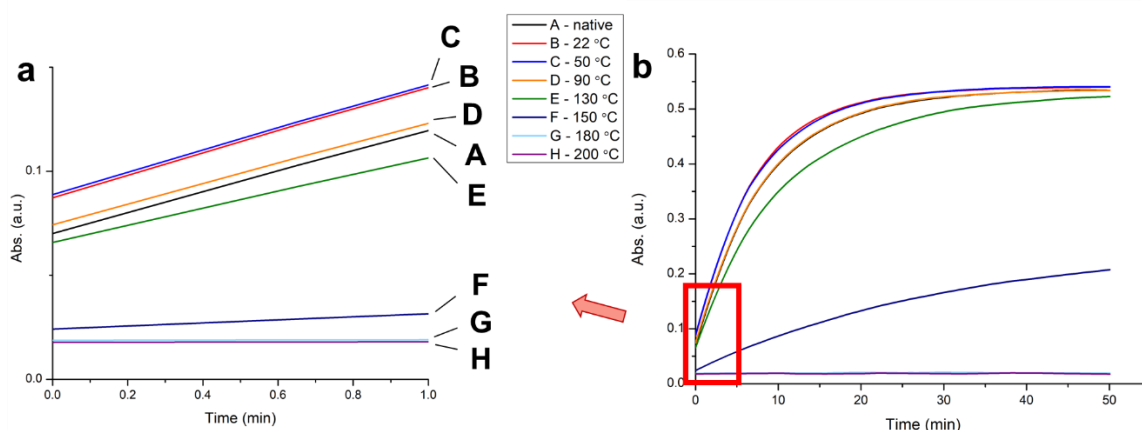 a
C
B
D
A
E
F
G
H
0.1
0.0
Abs. (a.u.)
0.0 0.2 0.4 0.6 0.8 1.0
Time (min)
A - native
B - 22 °C
C - 50 °C
D - 90 °C
E - 130 °C
F - 150 °C
G - 180 °C
H - 200 °C
b
0.6
0.5
0.4
0.3
0.2
0.1
0.0
Abs. (a.u.)
0 10 20 30 40 50
Time (min)